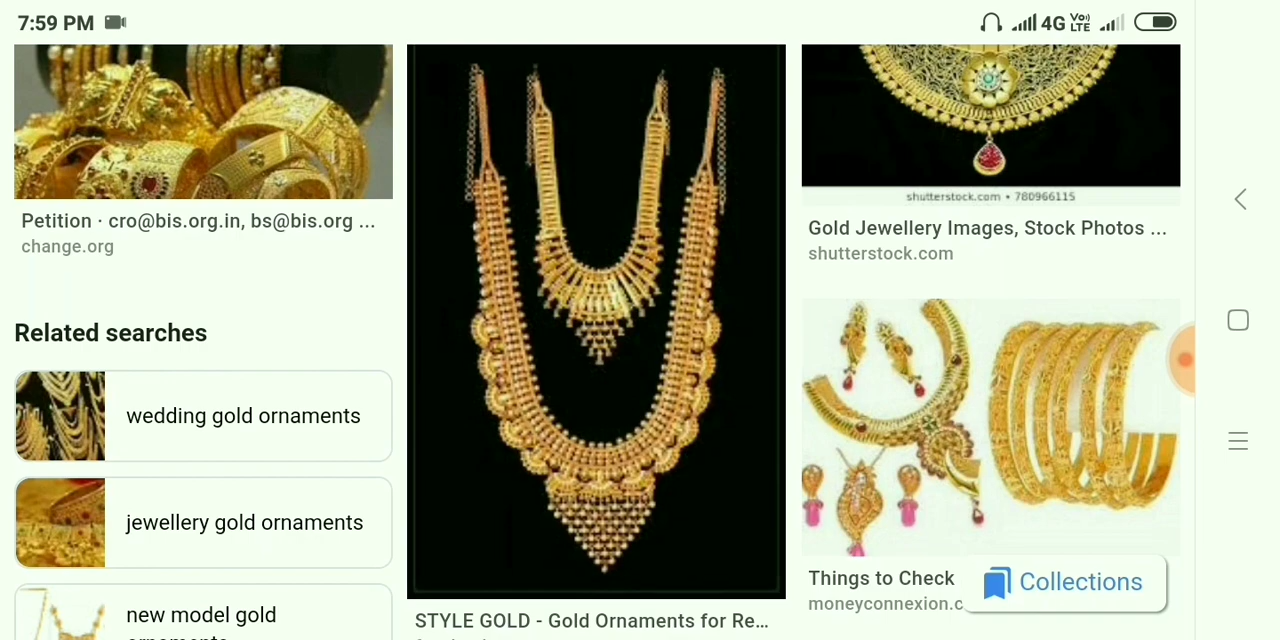 7:59 PM
4G Vo) LTE
Petition · cro@bis.org.in, bs@bis.org ...
change.org
Related searches
wedding gold ornaments
jewellery gold ornaments
new model gold
STYLE GOLD - Gold Ornaments for Re...
shutterstock.com • 780966115
Gold Jewellery Images, Stock Photos ...
shutterstock.com
Things to Check
moneyconnexion.c
Collections